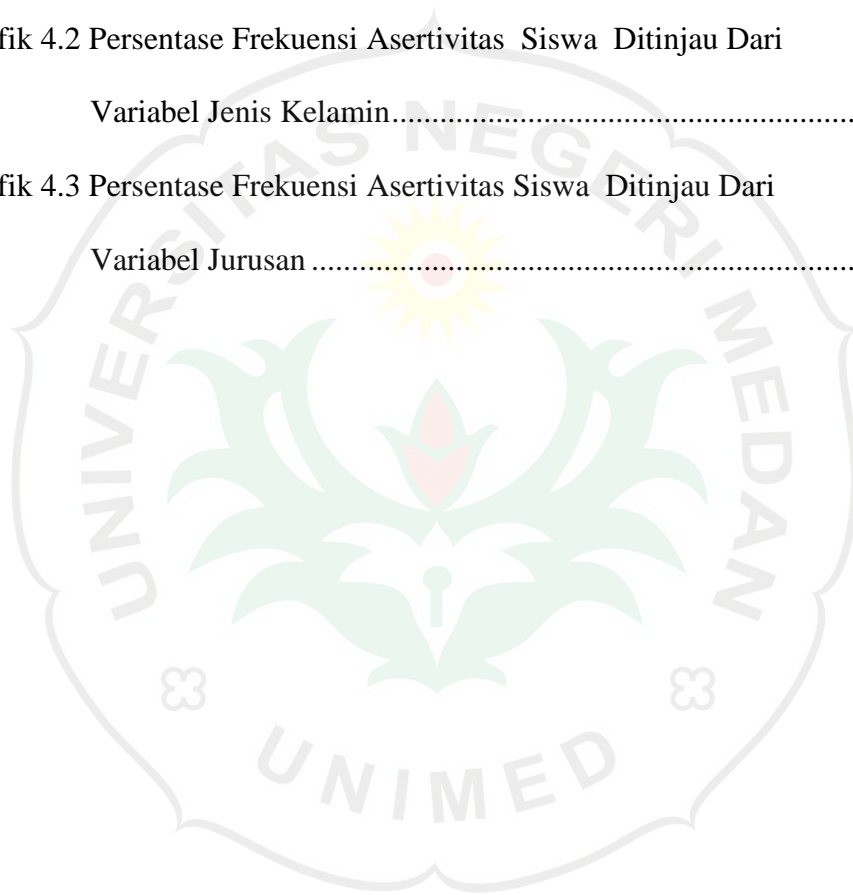 fik 4.2 Persentase Frekuensi Asertivitas Siswa Ditinjau Dari
Variabel Jenis Kelamin..........................................................
fik 4.3 Persentase Frekuensi Asertivitas Siswa Ditinjau Dari
Variabel Jurusan ....................................................................
UNIVERSITAS NEGERI MEDAN
UNIMED